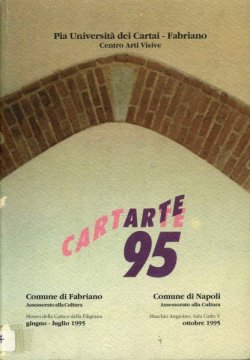 Pia Università dei Cartai - Fabriano
Centro Arti Visive
CARTARTE
95
Comune di Fabriano
Assessorato alla Cultura
Museo della Carta e della Filigrana
giugno - luglio 1995
Comune di Napoli
Assessorato alla Cultura
Maschio Angioino, Sala Carlo V
ottobre 1995